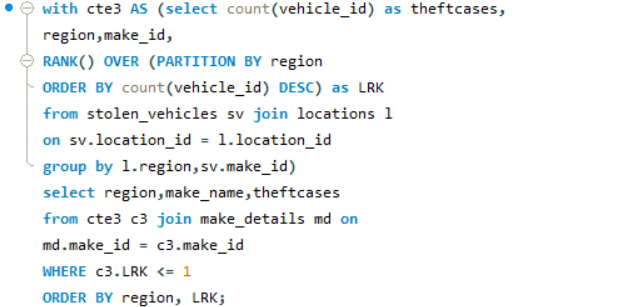 with cte3 AS (select count(vehicle_id) as theftcases,
region,make_id,
RANK() OVER (PARTITION BY region
ORDER BY count(vehicle_id) DESC) as LRK
from stolen_vehicles sv join locations l
on sv.location_id = l.location_id
group by l.region,sv.make_id)
select region,make_name,theftcases
from cte3 c3 join make_details md on
md.make_id = c3.make_id
WHERE c3.LRK <= 1
ORDER BY region, LRK;